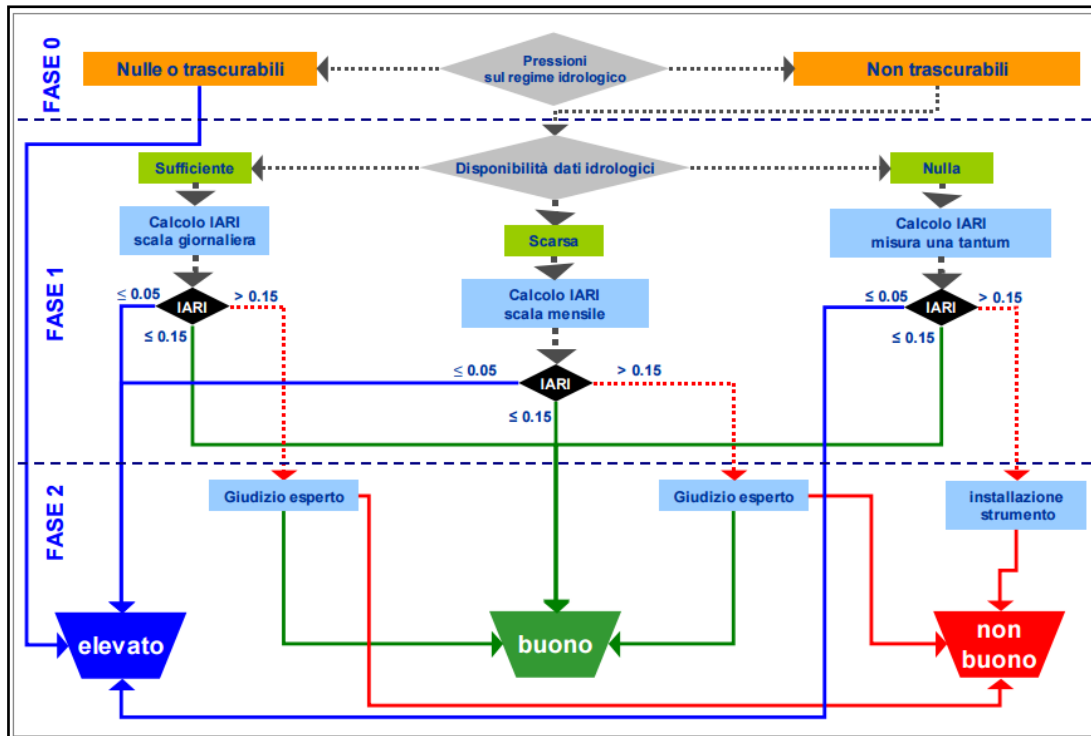 FASE 0
Nulle o trascurabili
Pressioni
sul regime idrologico
Non trascurabili
FASE 1
Sufficiente
Disponibilità dati idrologici
Nulla
Calcolo IARI
scala giornaliera
Scarsa
Calcolo IARI
misura una tantum
≤ 0.05
IARI
> 0.15
≤ 0.15
Calcolo IARI
scala mensile
≤ 0.05
IARI
> 0.15
≤ 0.15
≤ 0.05
IARI
> 0.15
≤ 0.15
FASE 2
Giudizio esperto
Giudizio esperto
installazione
strumento
elevato
buono
non
buono